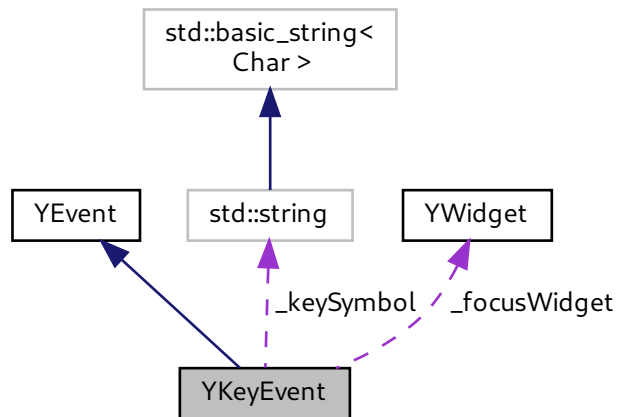 std::basic_string<
Char >
YEvent
std::string
YWidget
_keySymbol
_focusWidget
YKeyEvent